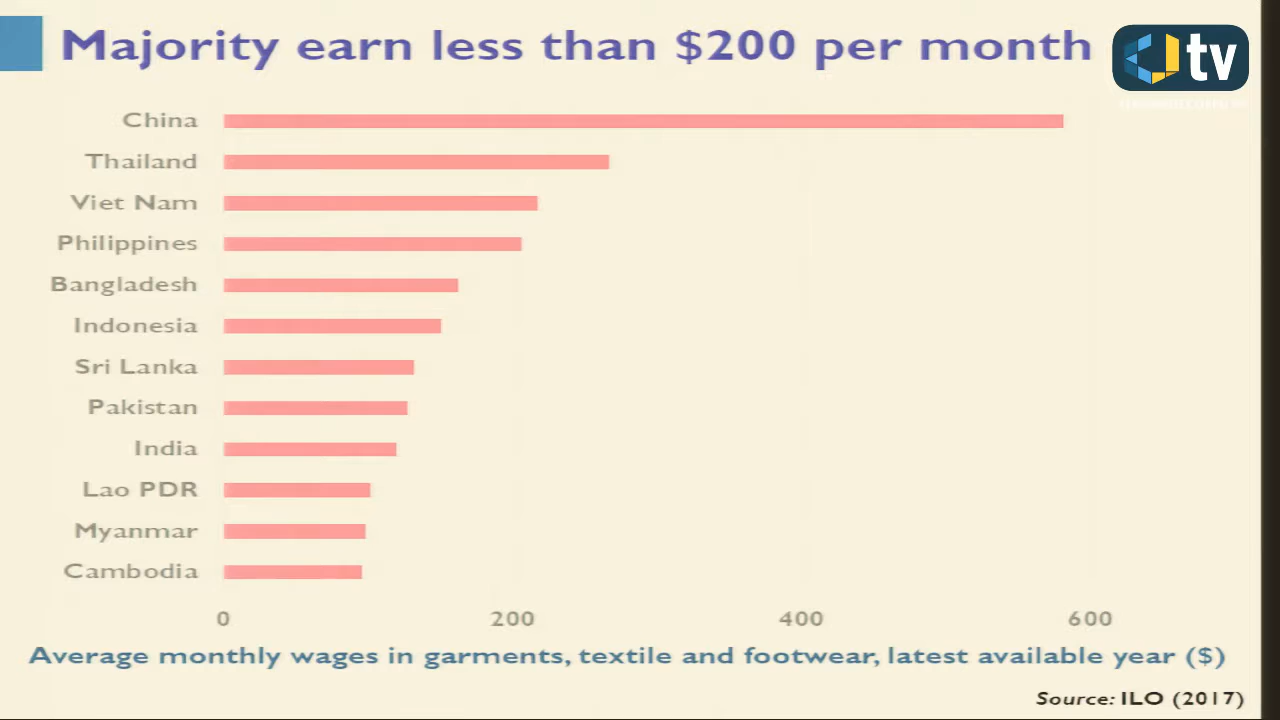 Majority earn less than $200 per month
tv
China
Thailand
Viet Nam
Philippines
Bangladesh
Indonesia
Sri Lanka
Pakistan
India
Lao PDR
Myanmar
Cambodia
0 200 400 600
Average monthly wages in garments, textile and footwear, latest available year ($)
Source: ILO (2017)